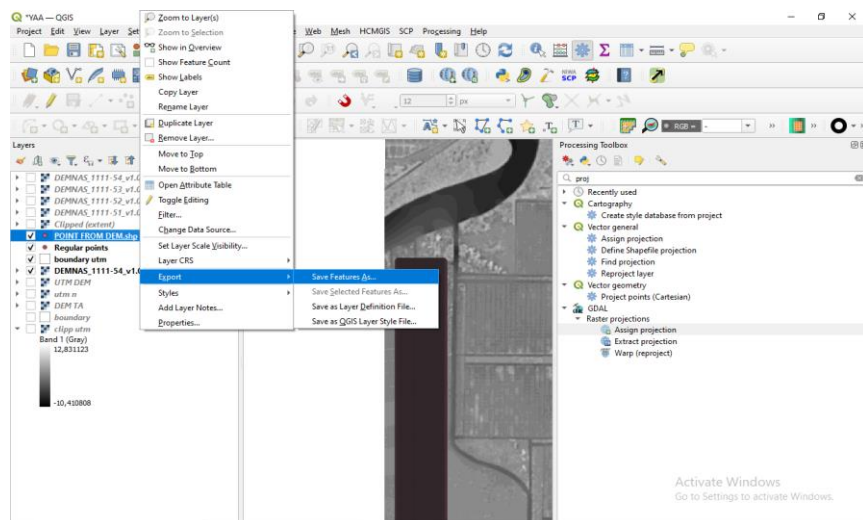 *YAA — QGIS
Project Edit View Layer Web Mesh HCMGIS SCP Processing Help
Σ
SCP
12 px
RGB = -
Layers
DEMNAS_1111-54_v1.0
DEMNAS_1111-53_v1.0
DEMNAS_1111-52_v1.0
DEMNAS_1111-51_v1.0
Clipped (extent)
POINT FROM DEM.shp
Regular points
boundary utm
DEMNAS_1111-54_v1.0
UTM DEM
utm n
DEM TA
boundary
clipp utm
Band 1 (Gray)
12,831123
-10,410808
Zoom to Layer(s)
Zoom to Selection
Show in Overview
Show Feature Count
Show Labels
Copy Layer
Rename Layer
Duplicate Layer
Remove Layer...
Move to Top
Move to Bottom
Open Attribute Table
Toggle Editing
Filter...
Change Data Source...
Set Layer Scale Visibility...
Layer CRS
Export
Styles
Add Layer Notes...
Properties...
Save Features As...
Save Selected Features As...
Save as Layer Definition File...
Save as QGIS Layer Style File...
Processing Toolbox
proj
Recently used
Cartography
Create style database from project
Vector general
Assign projection
Define Shapefile projection
Find projection
Reproject layer
Vector geometry
Project points (Cartesian)
GDAL
Raster projections
Assign projection
Extract projection
Warp (reproject)
Activate Windows
Go to Settings to activate Windows.